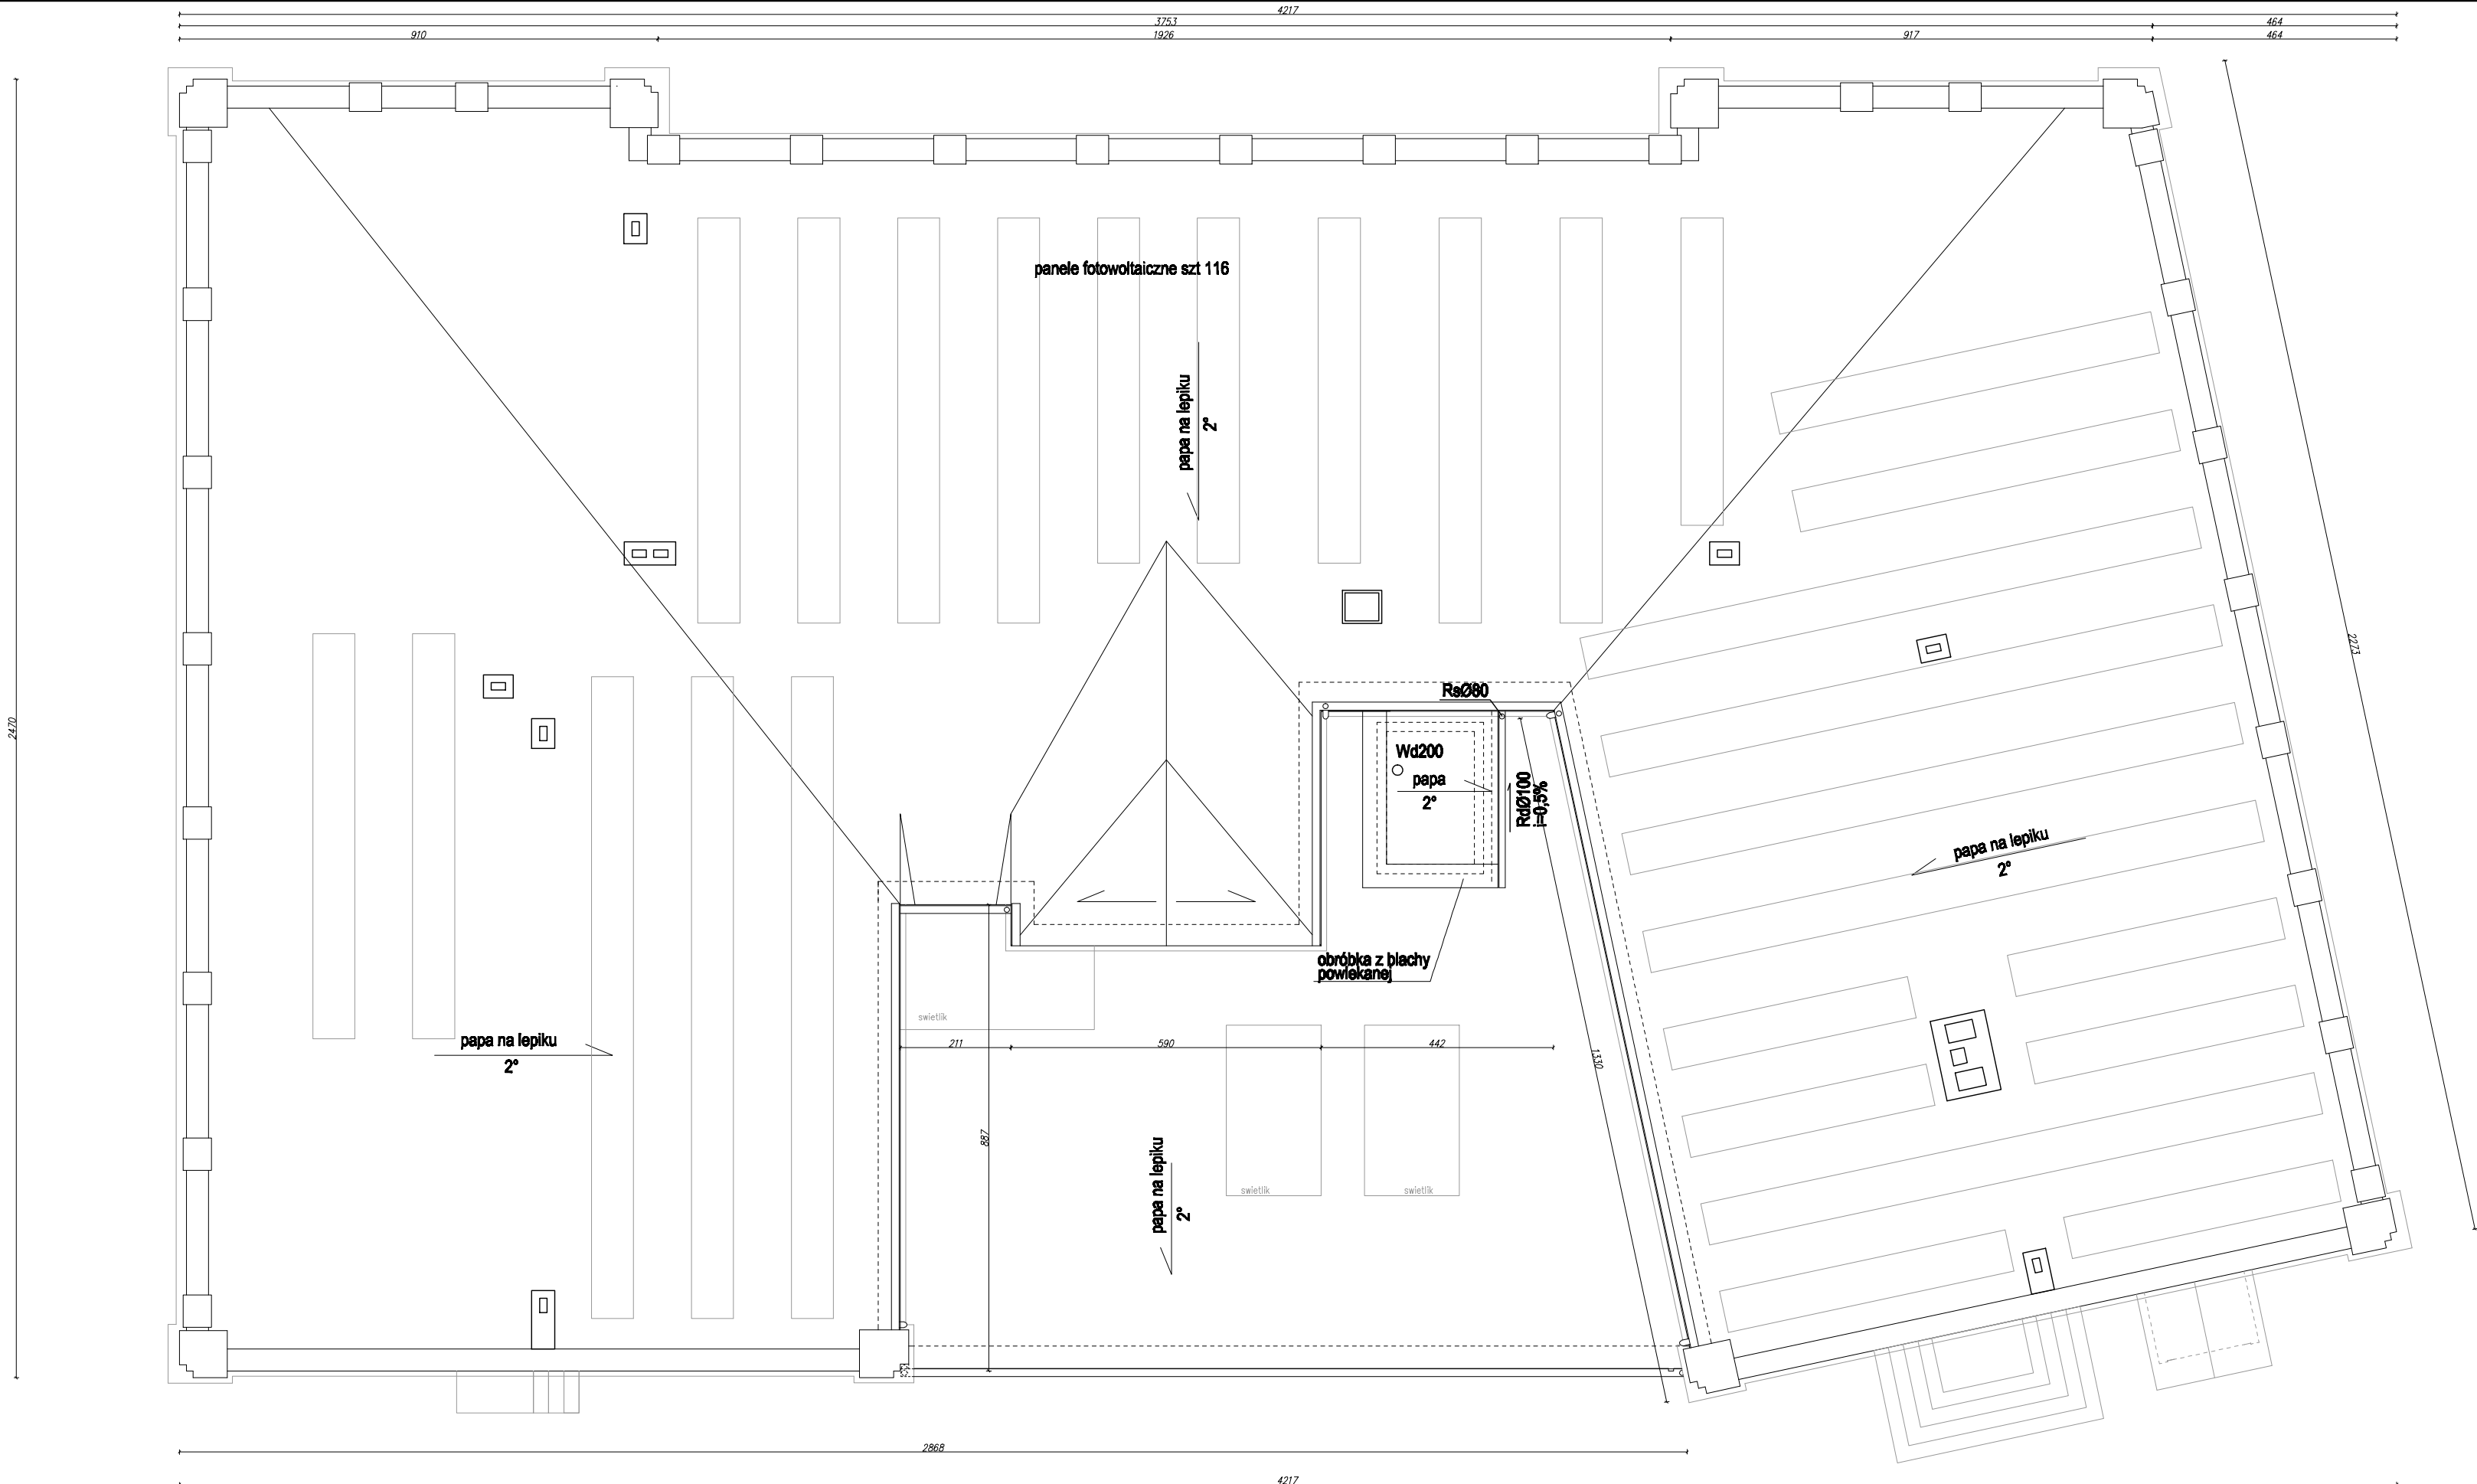 4217
3753
464
910
1926
917
464
panele fotowoltaiczne szt 116
papa na lepiku
2°
2273
2470
RsØ80
Wd200
papa
2°
RdØ100
i=0,5%
papa na lepiku
2°
obróbka z blachy
powlekanej
swietlik
papa na lepiku
2°
211
590
442
1330
887
papa na lepiku
2°
swietlik
swietlik
2868
4217